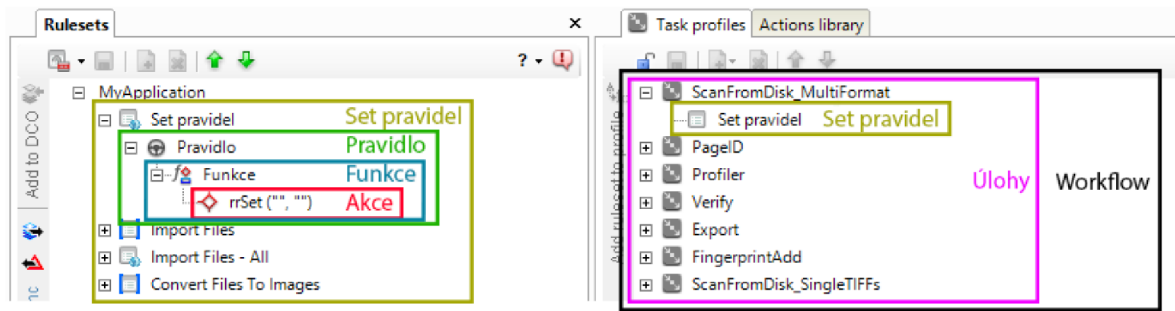 Rulesets
×
? ▾
MyApplication
Set pravidel Set pravidel
Pravidlo Pravidlo
Funkce Funkce
rrSet ("", "") Akce
Import Files
Import Files - All
Convert Files To Images
Add to DCO
Task profiles Actions library
ScanFromDisk_MultiFormat
Set pravidel Set pravidel
PageID
Profiler
Verify
Export
FingerprintAdd
ScanFromDisk_SingleTIFFs
Úlohy Workflow
Add ruleset to profile